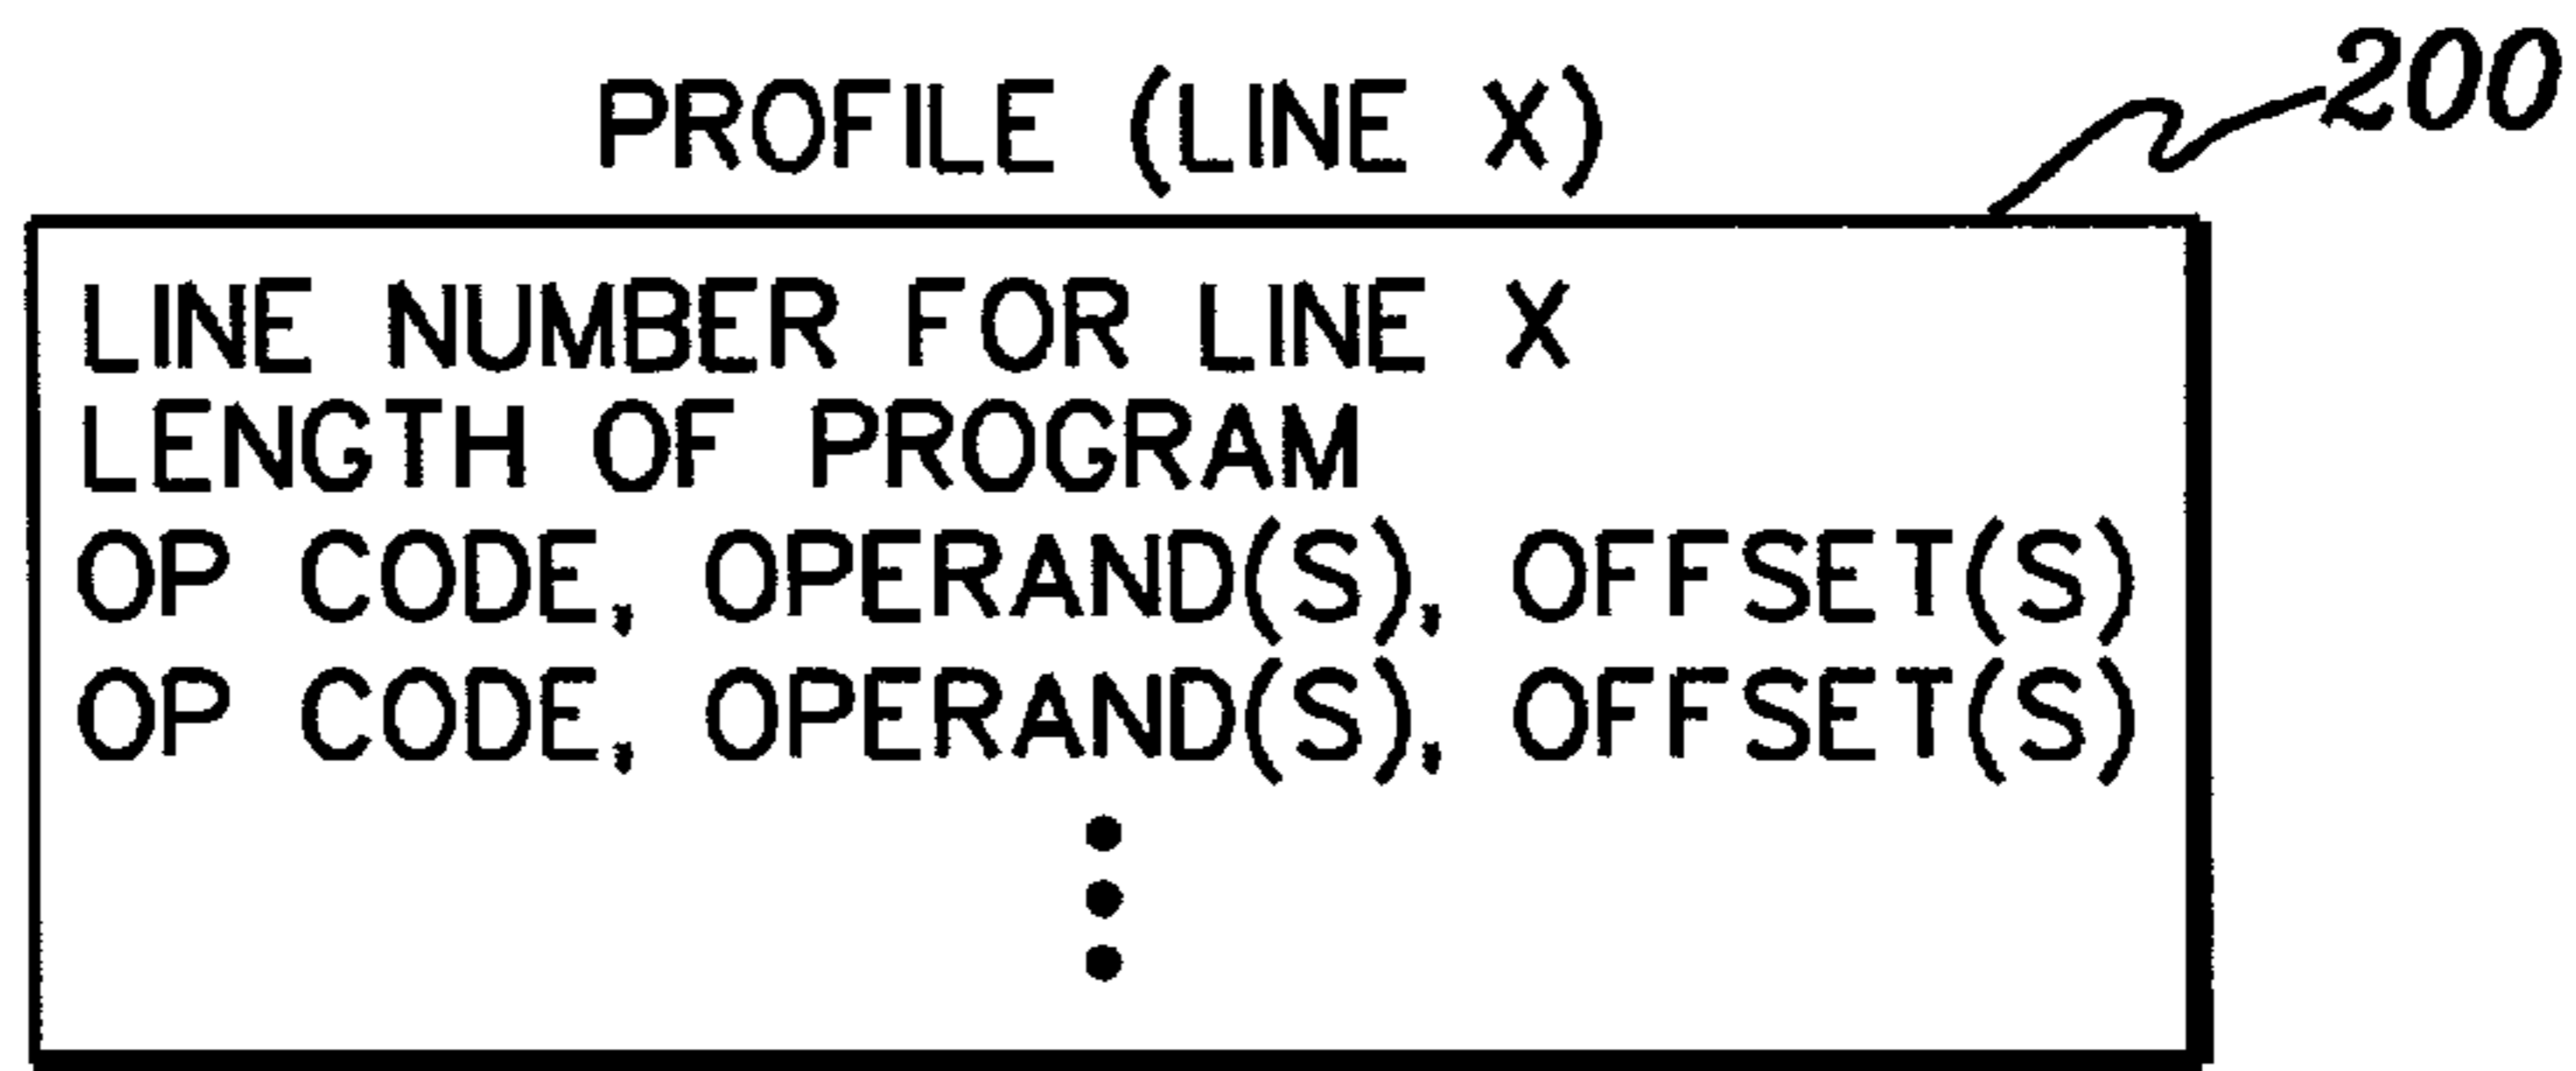 PROFILE (LINE X)
200
LINE NUMBER FOR LINE X
LENGTH OF PROGRAM
OP CODE, OPERAND(S), OFFSET(S)
OP CODE, OPERAND(S), OFFSET(S)